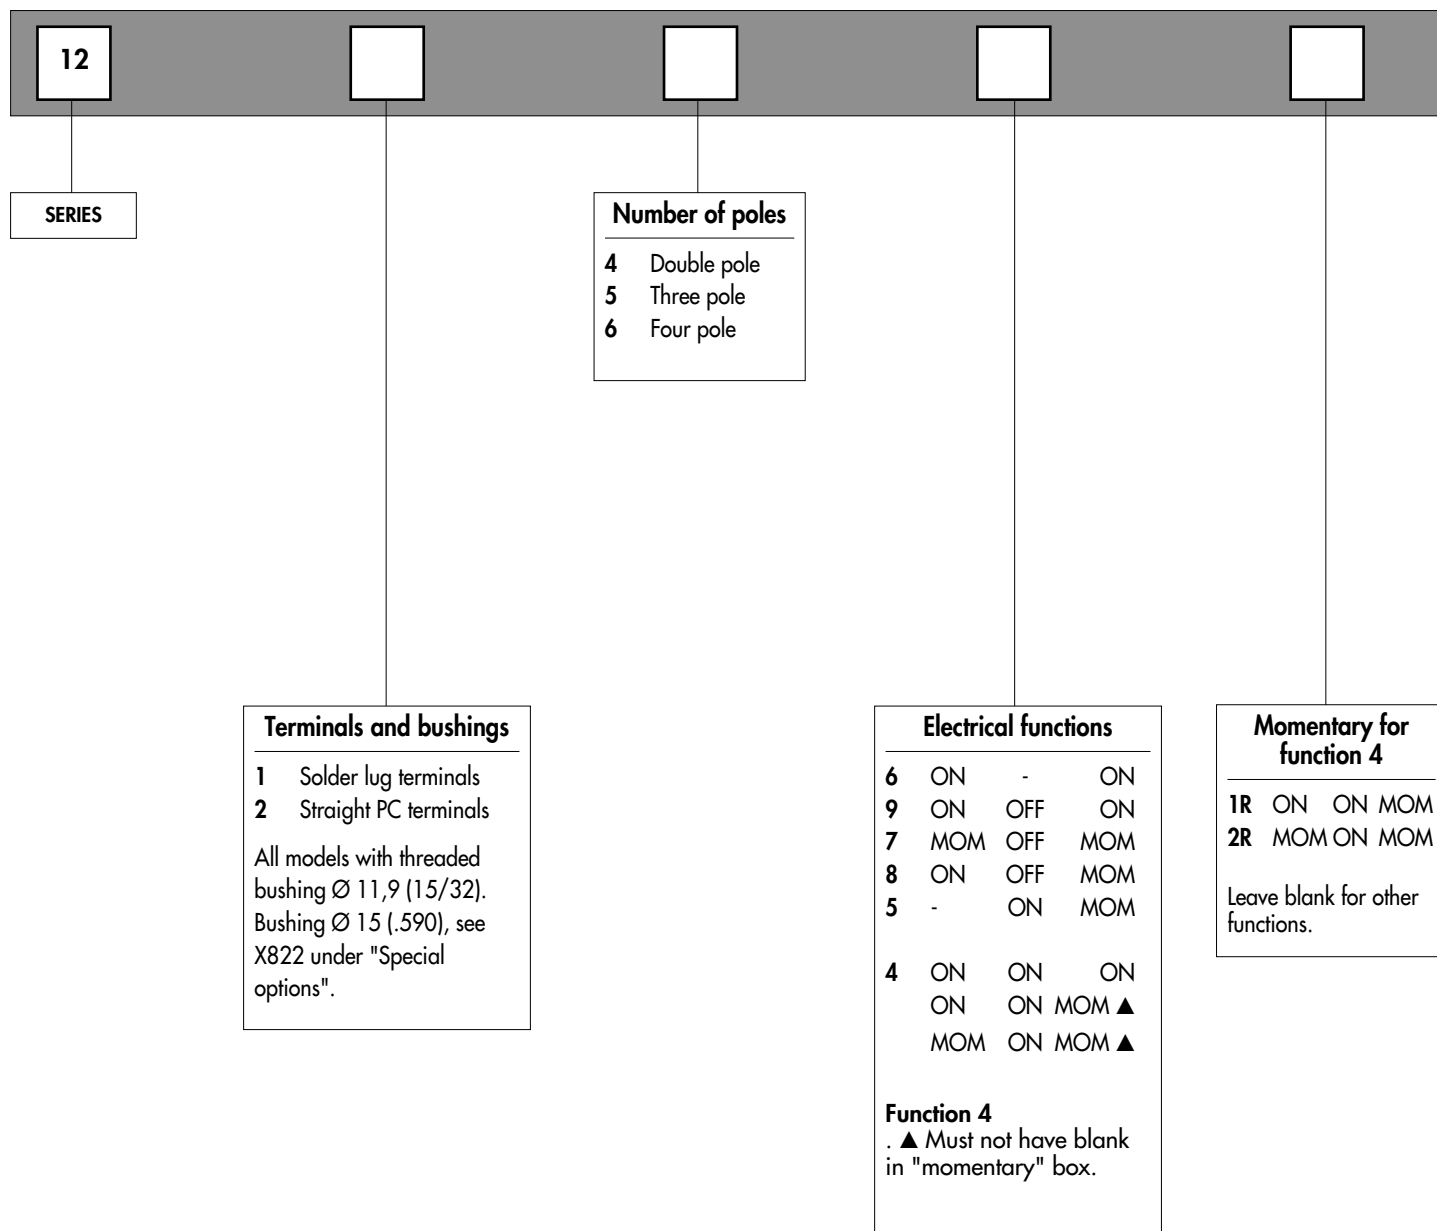 12
SERIES
Number of poles
4 Double pole
5 Three pole
6 Four pole
Terminals and bushings
1 Solder lug terminals
2 Straight PC terminals
All models with threaded
bushing Ø 11,9 (15/32).
Bushing Ø 15 (.590), see
X822 under "Special
options".
Electrical functions
6 ON - ON
9 ON OFF ON
7 MOM OFF MOM
8 ON OFF MOM
5 - ON MOM
4 ON ON ON
ON ON MOM ▲
MOM ON MOM ▲
Function 4
. ▲ Must not have blank
in "momentary" box.
Momentary for
function 4
1R ON ON MOM
2R MOM ON MOM
Leave blank for other
functions.